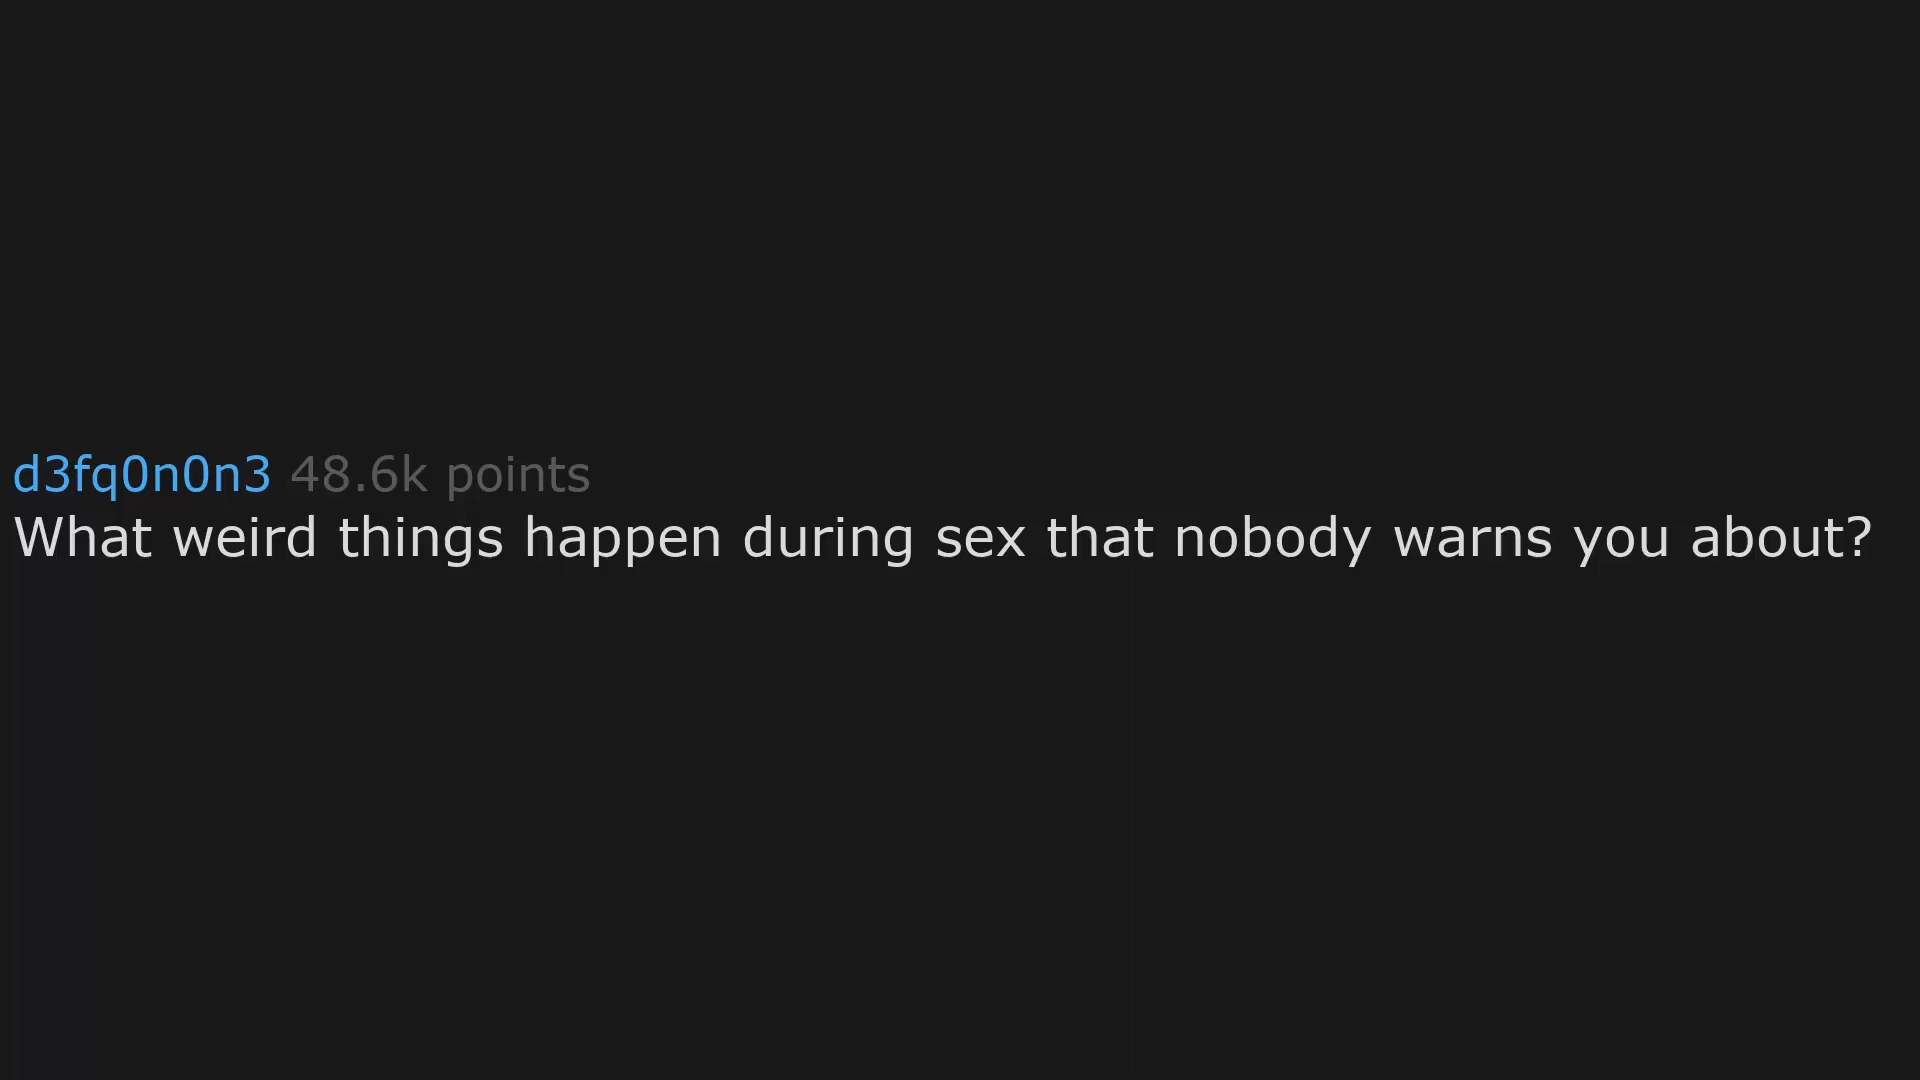 d3fq0n0n3 48.6k points
What weird things happen during sex that nobody warns you about?